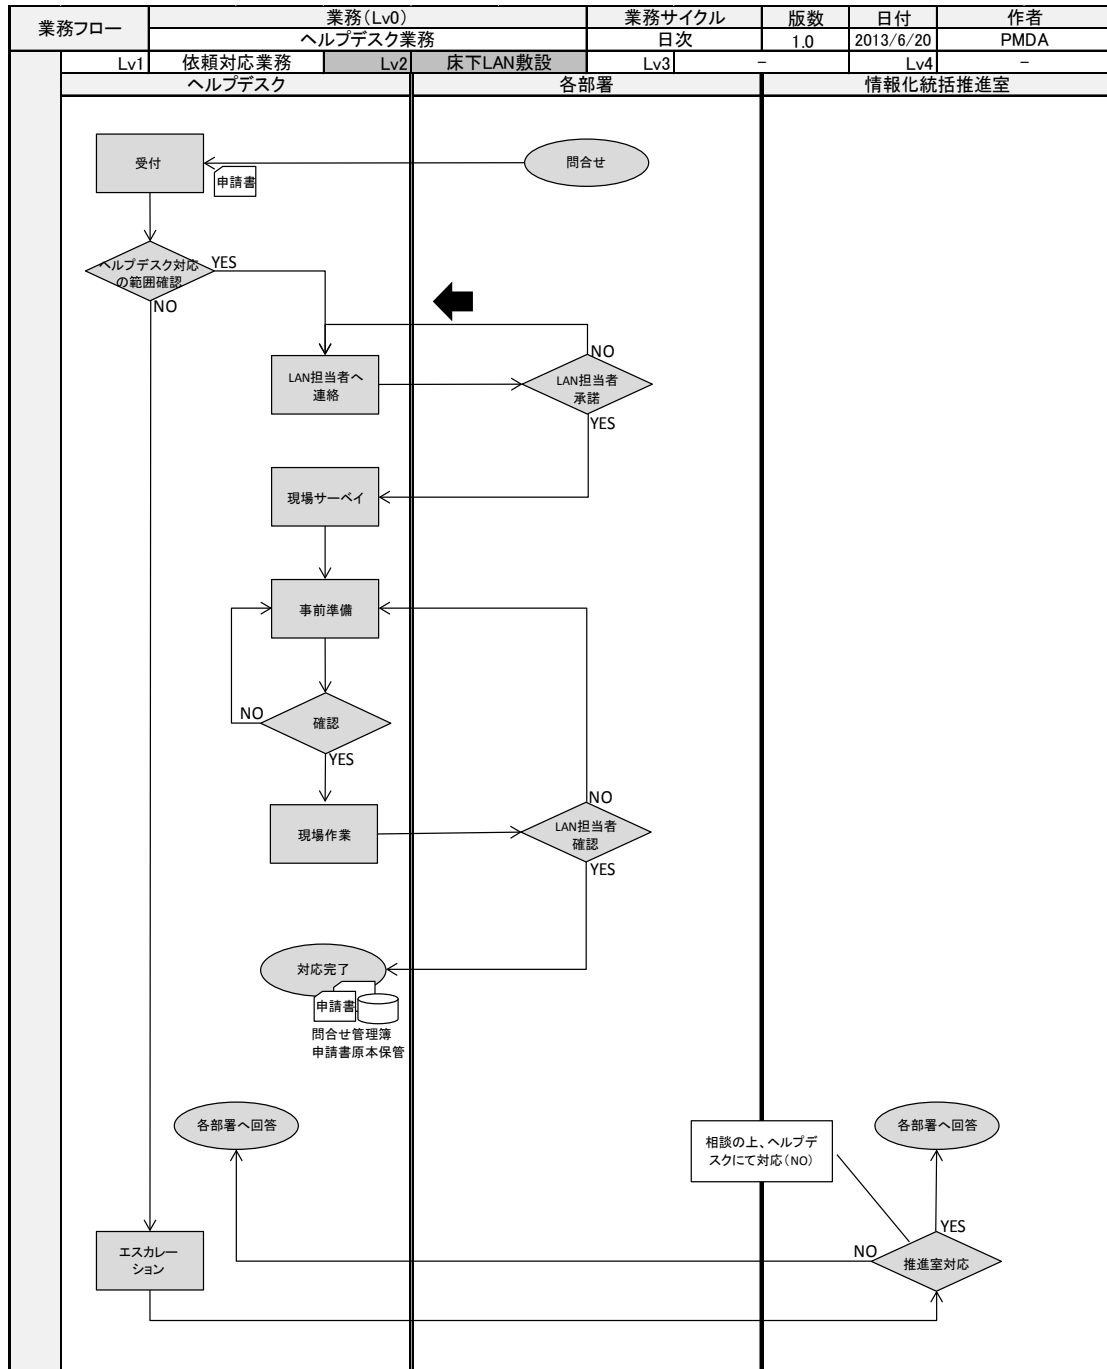 業務フロー
業務（Lv0）
業務サイクル
版数
日付
作者
ヘルプデスク業務
日次
1.0
2013/6/20
PMDA
Lv1
依頼対応業務
Lv2
床下LAN敷設
Lv3
－
Lv4
－
ヘルプデスク
各部署
情報化統括推進室
受付
申請書
問合せ
ヘルプデスク対応
の範囲確認
YES
NO
LAN担当者へ
連絡
NO
LAN担当者
承諾
YES
現場サーベイ
事前準備
NO
確認
YES
現場作業
NO
LAN担当者
確認
YES
対応完了
申請書
問合せ管理簿
申請書原本保管
各部署へ回答
相談の上、ヘルプデ
スクにて対応（NO）
各部署へ回答
YES
エスカレー
ション
NO
推進室対応